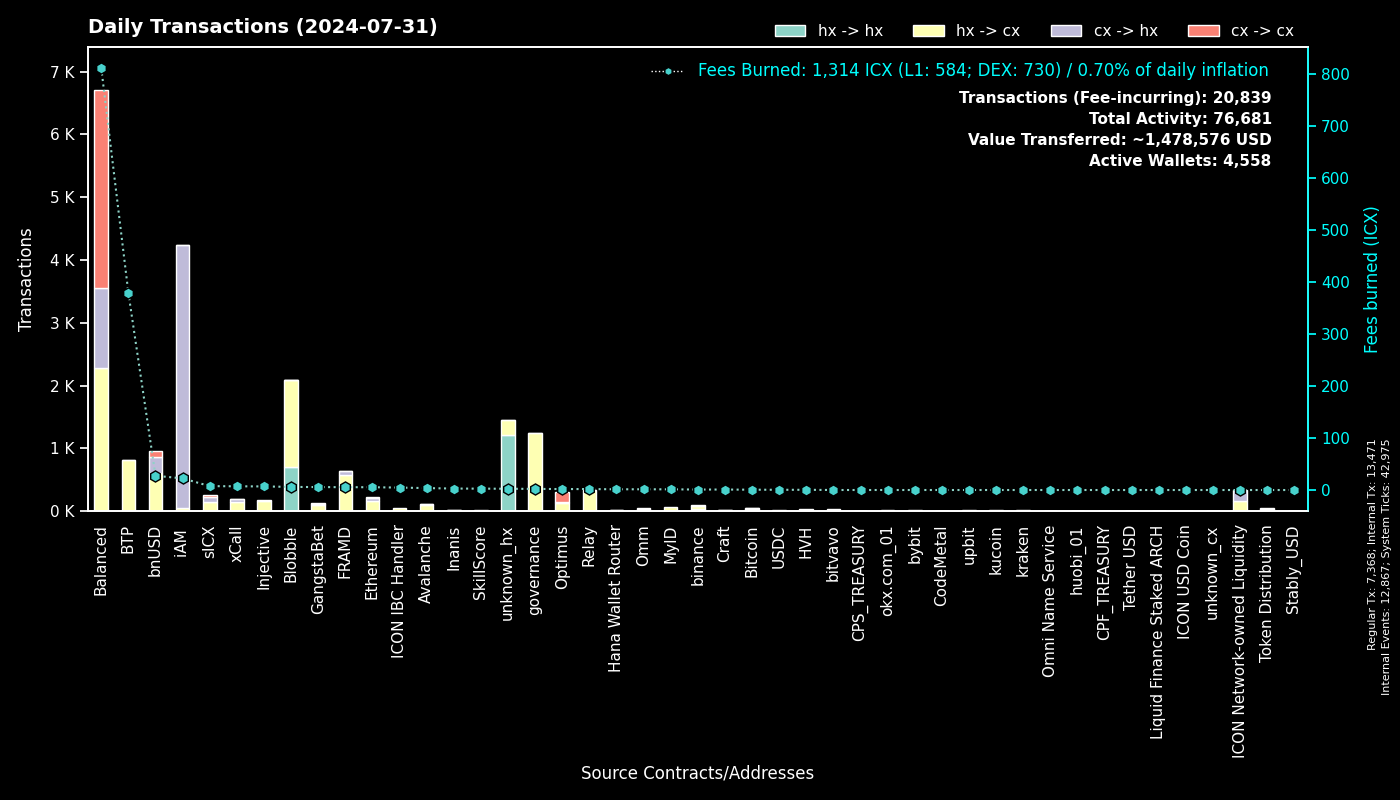 Daily Transactions (2024-07-31)
hx -> hx
hx -> cx
cx -> hx
cx -> cx
Fees Burned: 1,314 ICX (L1: 584; DEX: 730) / 0.70% of daily inflation
Transactions (Fee-incurring): 20,839
Total Activity: 76,681
Value Transferred: ~1,478,576 USD
Active Wallets: 4,558
Transactions
7 K
6 K
5 K
4 K
3 K
2 K
1 K
0 K
800
700
600
500
400
300
200
100
0
Fees burned (ICX)
Balanced
BTP
bnUSD
iAM
sICX
xCall
Injective
Blobble
GangstaBet
FRAMD
Ethereum
ICON IBC Handler
Avalanche
Inanis
SkillScore
unknown_hx
governance
Optimus
Relay
Hana Wallet Router
Omm
MyID
binance
Craft
Bitcoin
USDC
HVH
bitvavo
CPS_TREASURY
okx.com_01
bybit
CodeMetal
upbit
kucoin
kraken
Omni Name Service
huobi_01
CPF_TREASURY
Tether USD
Liquid Finance Staked ARCH
ICON USD Coin
unknown_cx
ICON Network-owned Liquidity
Token Distribution
Stably_USD
Source Contracts/Addresses
Regular Tx: 7,368; Internal Tx: 13,471
Internal Events: 12,867; System Ticks: 42,975